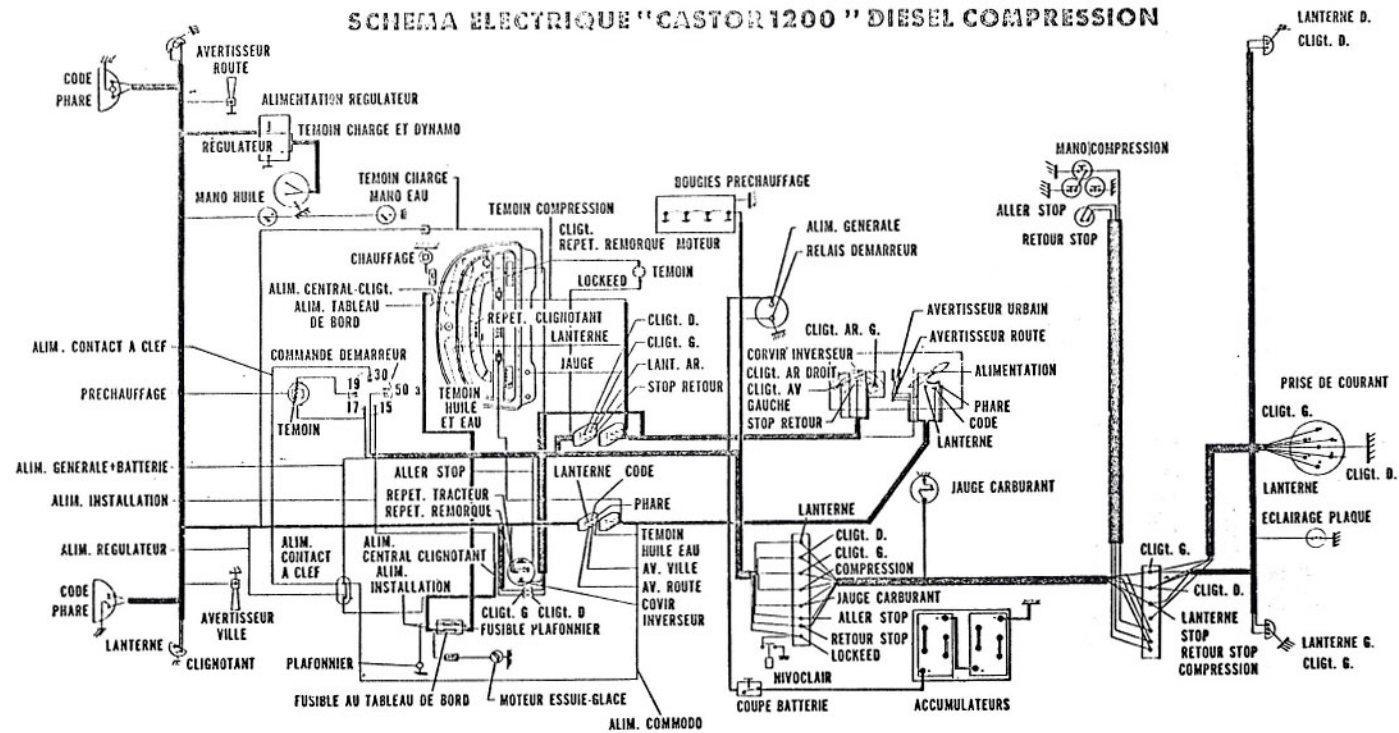 SCHEMA ELECTRIQUE "CASTOR 1200" DIESEL COMPRESSION
LANTERNE D.
CLIGt. D.
AVERTISSEUR
ROUTE
CODE
PHARE
ALIMENTATION REGULATEUR
TEMOIN CHARGE ET DYNAMO
RÉGULATEUR
MANO HUILE
TEMOIN CHARGE
MANO EAU
BOUGIES PRECHAUFFAGE
MANO COMPRESSION
ALLER STOP
RETOUR STOP
TEMOIN COMPRESSION
CLIGt.
REPET. REMORQUE
MOTEUR
ALIM. GENERALE
RELAIS DEMARREUR
CHAUFFAGE
LOCKEED
TEMOIN
ALIM. CENTRAL-CLIGt.
ALIM. TABLEAU
DE BORD
REPET. CLIGNOTANT
LANTERNE
JAUGE
TEMOIN
HUILE
ET EAU
CLIGt. D.
CLIGt. G.
LANT. AR.
STOP RETOUR
CLIGt. AR. G.
AVERTISSEUR URBAIN
AVERTISSEUR ROUTE
CORVIR INVERSEUR
CLIGt. AR DROIT
CLIGt. AV
GAUCHE
STOP RETOUR
ALIMENTATION
PHARE
CODE
LANTERNE
ALIM. CONTACT A CLEF
COMMANDE DEMARREUR
30
19
50
3
17
15
PRECHAUFFAGE
TEMOIN
PRISE DE COURANT
CLIGt. G.
CLIGt. D.
LANTERNE
ECLAIRAGE PLAQUE
ALIM. GENERALE+BATTERIE
ALIM. INSTALLATION
ALIM. REGULATEUR
ALLER STOP
LANTERNE
CODE
PHARE
REPET. TRACTEUR
REPET. REMORQUE
JAUGE CARBURANT
ALIM.
CONTACT
A CLEF
ALIM.
CENTRAL CLIGNOTANT
ALIM.
INSTALLATION
TEMOIN
HUILE EAU
AV. VILLE
AV. ROUTE
COVIR
INVERSEUR
LANTERNE
CLIGt. D.
CLIGt. G.
COMPRESSION
JAUGE CARBURANT
ALLER STOP
RETOUR STOP
LOCKEED
NIVOCLAIR
CLIGt. G.
CLIGt. D.
LANTERNE
STOP
RETOUR STOP
COMPRESSION
CODE
PHARE
LANTERNE
CLIGNOTANT
AVERTISSEUR
VILLE
CLIGt. G
CLIGt. D
FUSIBLE PLAFONNIER
PLAFONNIER
FUSIBLE AU TABLEAU DE BORD
MOTEUR ESSUIE-GLACE
ALIM. COMMODO
COUPE BATTERIE
ACCUMULATEURS
LANTERNE G.
CLIGt. G.